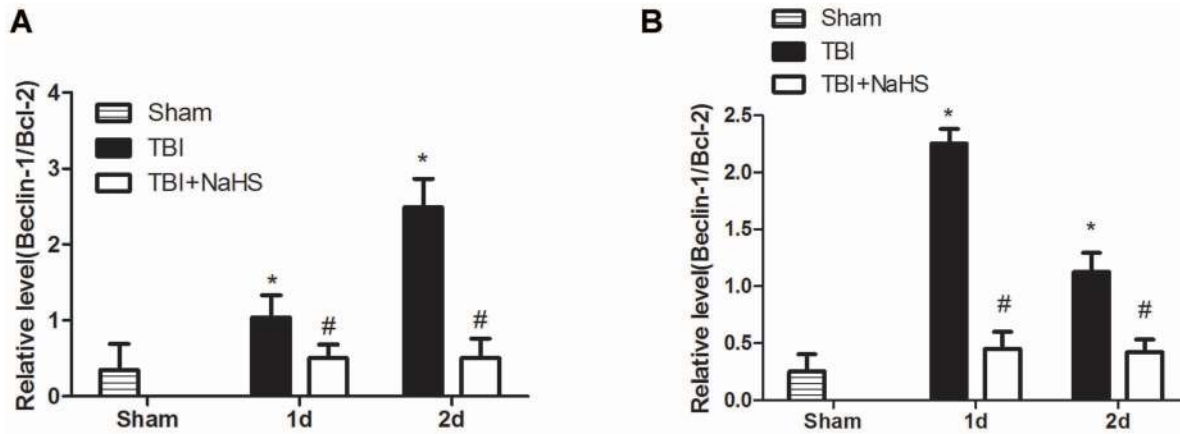 A
Relative level(Beclin-1/Bcl-2)
4
3
2
1
0
Sham
TBI
TBI+NaHS
*
#
*
#
Sham
1d
2d
B
Sham
TBI
TBI+NaHS
Relative level(Beclin-1/Bcl-2)
2.5
2.0
1.5
1.0
0.5
0.0
*
#
*
#
Sham
1d
2d